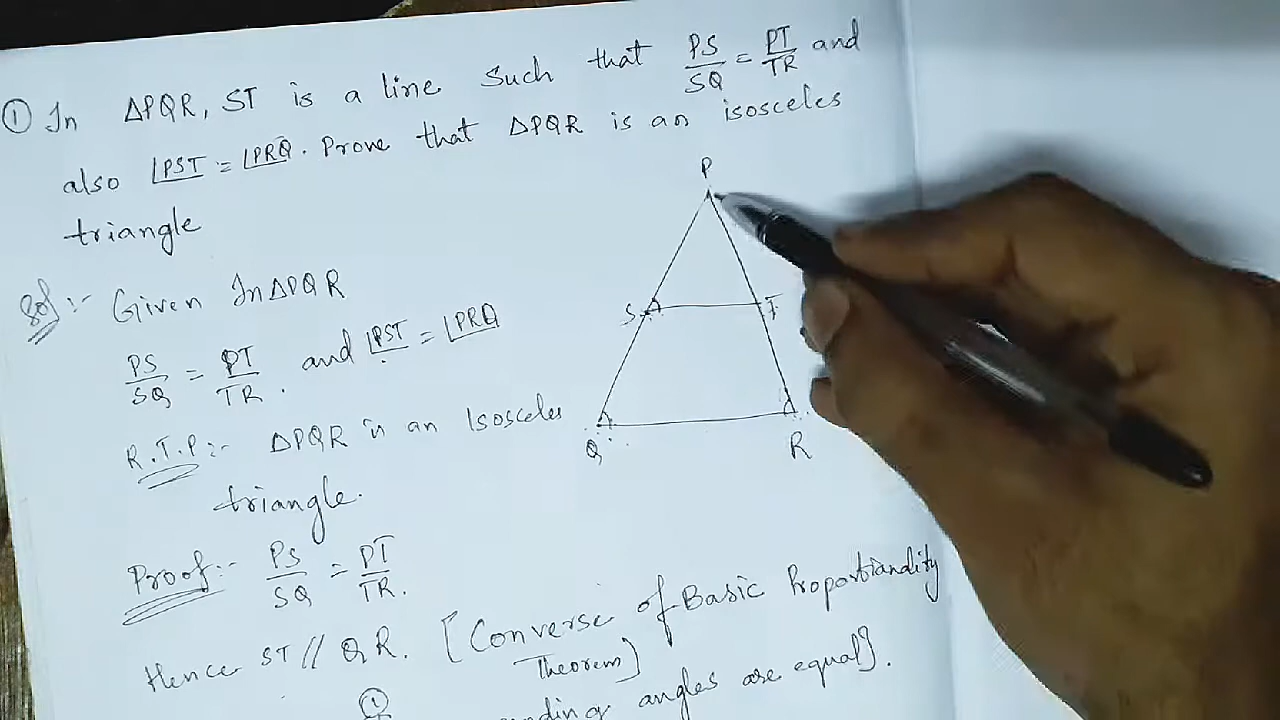 ① In ΔPQR, ST is a line such that PS/SQ = PT/TR and
also ∠PST = ∠PRQ. Prove that ΔPQR is an isosceles
triangle
Sol:- Given In ΔPQR
PS/SQ = PT/TR. and ∠PST = ∠PRQ
R.T.P:- ΔPQR is an Isosceles
triangle.
Proof:- PS/SQ = PT/TR.
Hence ST // QR. [Converse of Basic Proportiandity
Theorem]
① angles are equal].
P
S T
Q R